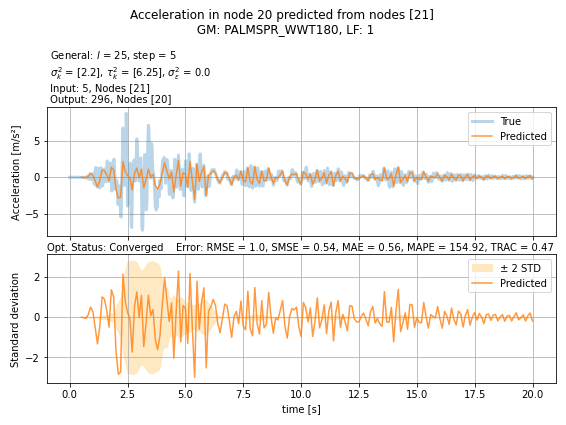 Acceleration in node 20 predicted from nodes [21]
GM: PALMSPR_WWT180, LF: 1
General: l = 25, step = 5
σ²ₖ = [2.2], τ²ₖ = [6.25], σ²ε = 0.0
Input: 5, Nodes [21]
Output: 296, Nodes [20]
Acceleration [m/s²]
5
0
−5
True
Predicted
Opt. Status: Converged Error: RMSE = 1.0, SMSE = 0.54, MAE = 0.56, MAPE = 154.92, TRAC = 0.47
Standard deviation
2
0
−2
± 2 STD
Predicted
0.0 2.5 5.0 7.5 10.0 12.5 15.0 17.5 20.0
time [s]